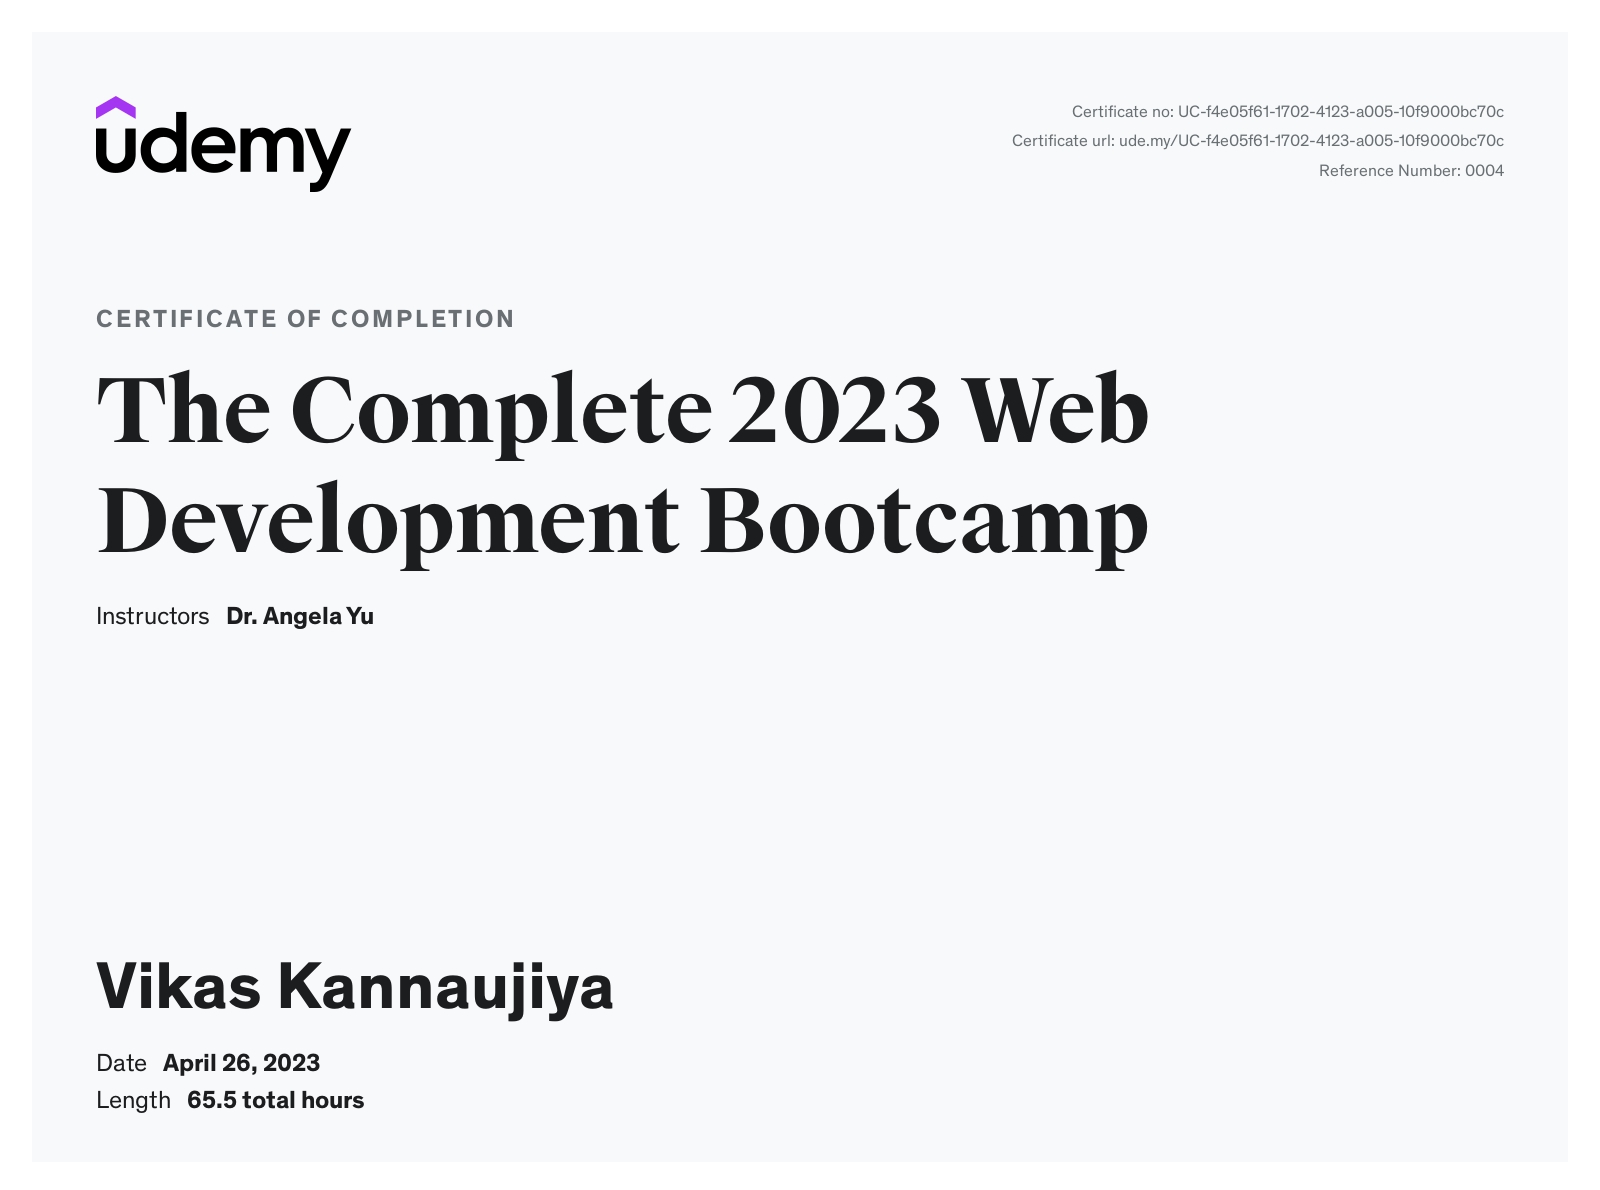 udemy
Certificate no: UC-f4e05f61-1702-4123-a005-10f9000bc70c
Certificate url: ude.my/UC-f4e05f61-1702-4123-a005-10f9000bc70c
Reference Number: 0004
CERTIFICATE OF COMPLETION
The Complete 2023 Web
Development Bootcamp
Instructors Dr. Angela Yu
Vikas Kannaujiya
Date April 26, 2023
Length 65.5 total hours